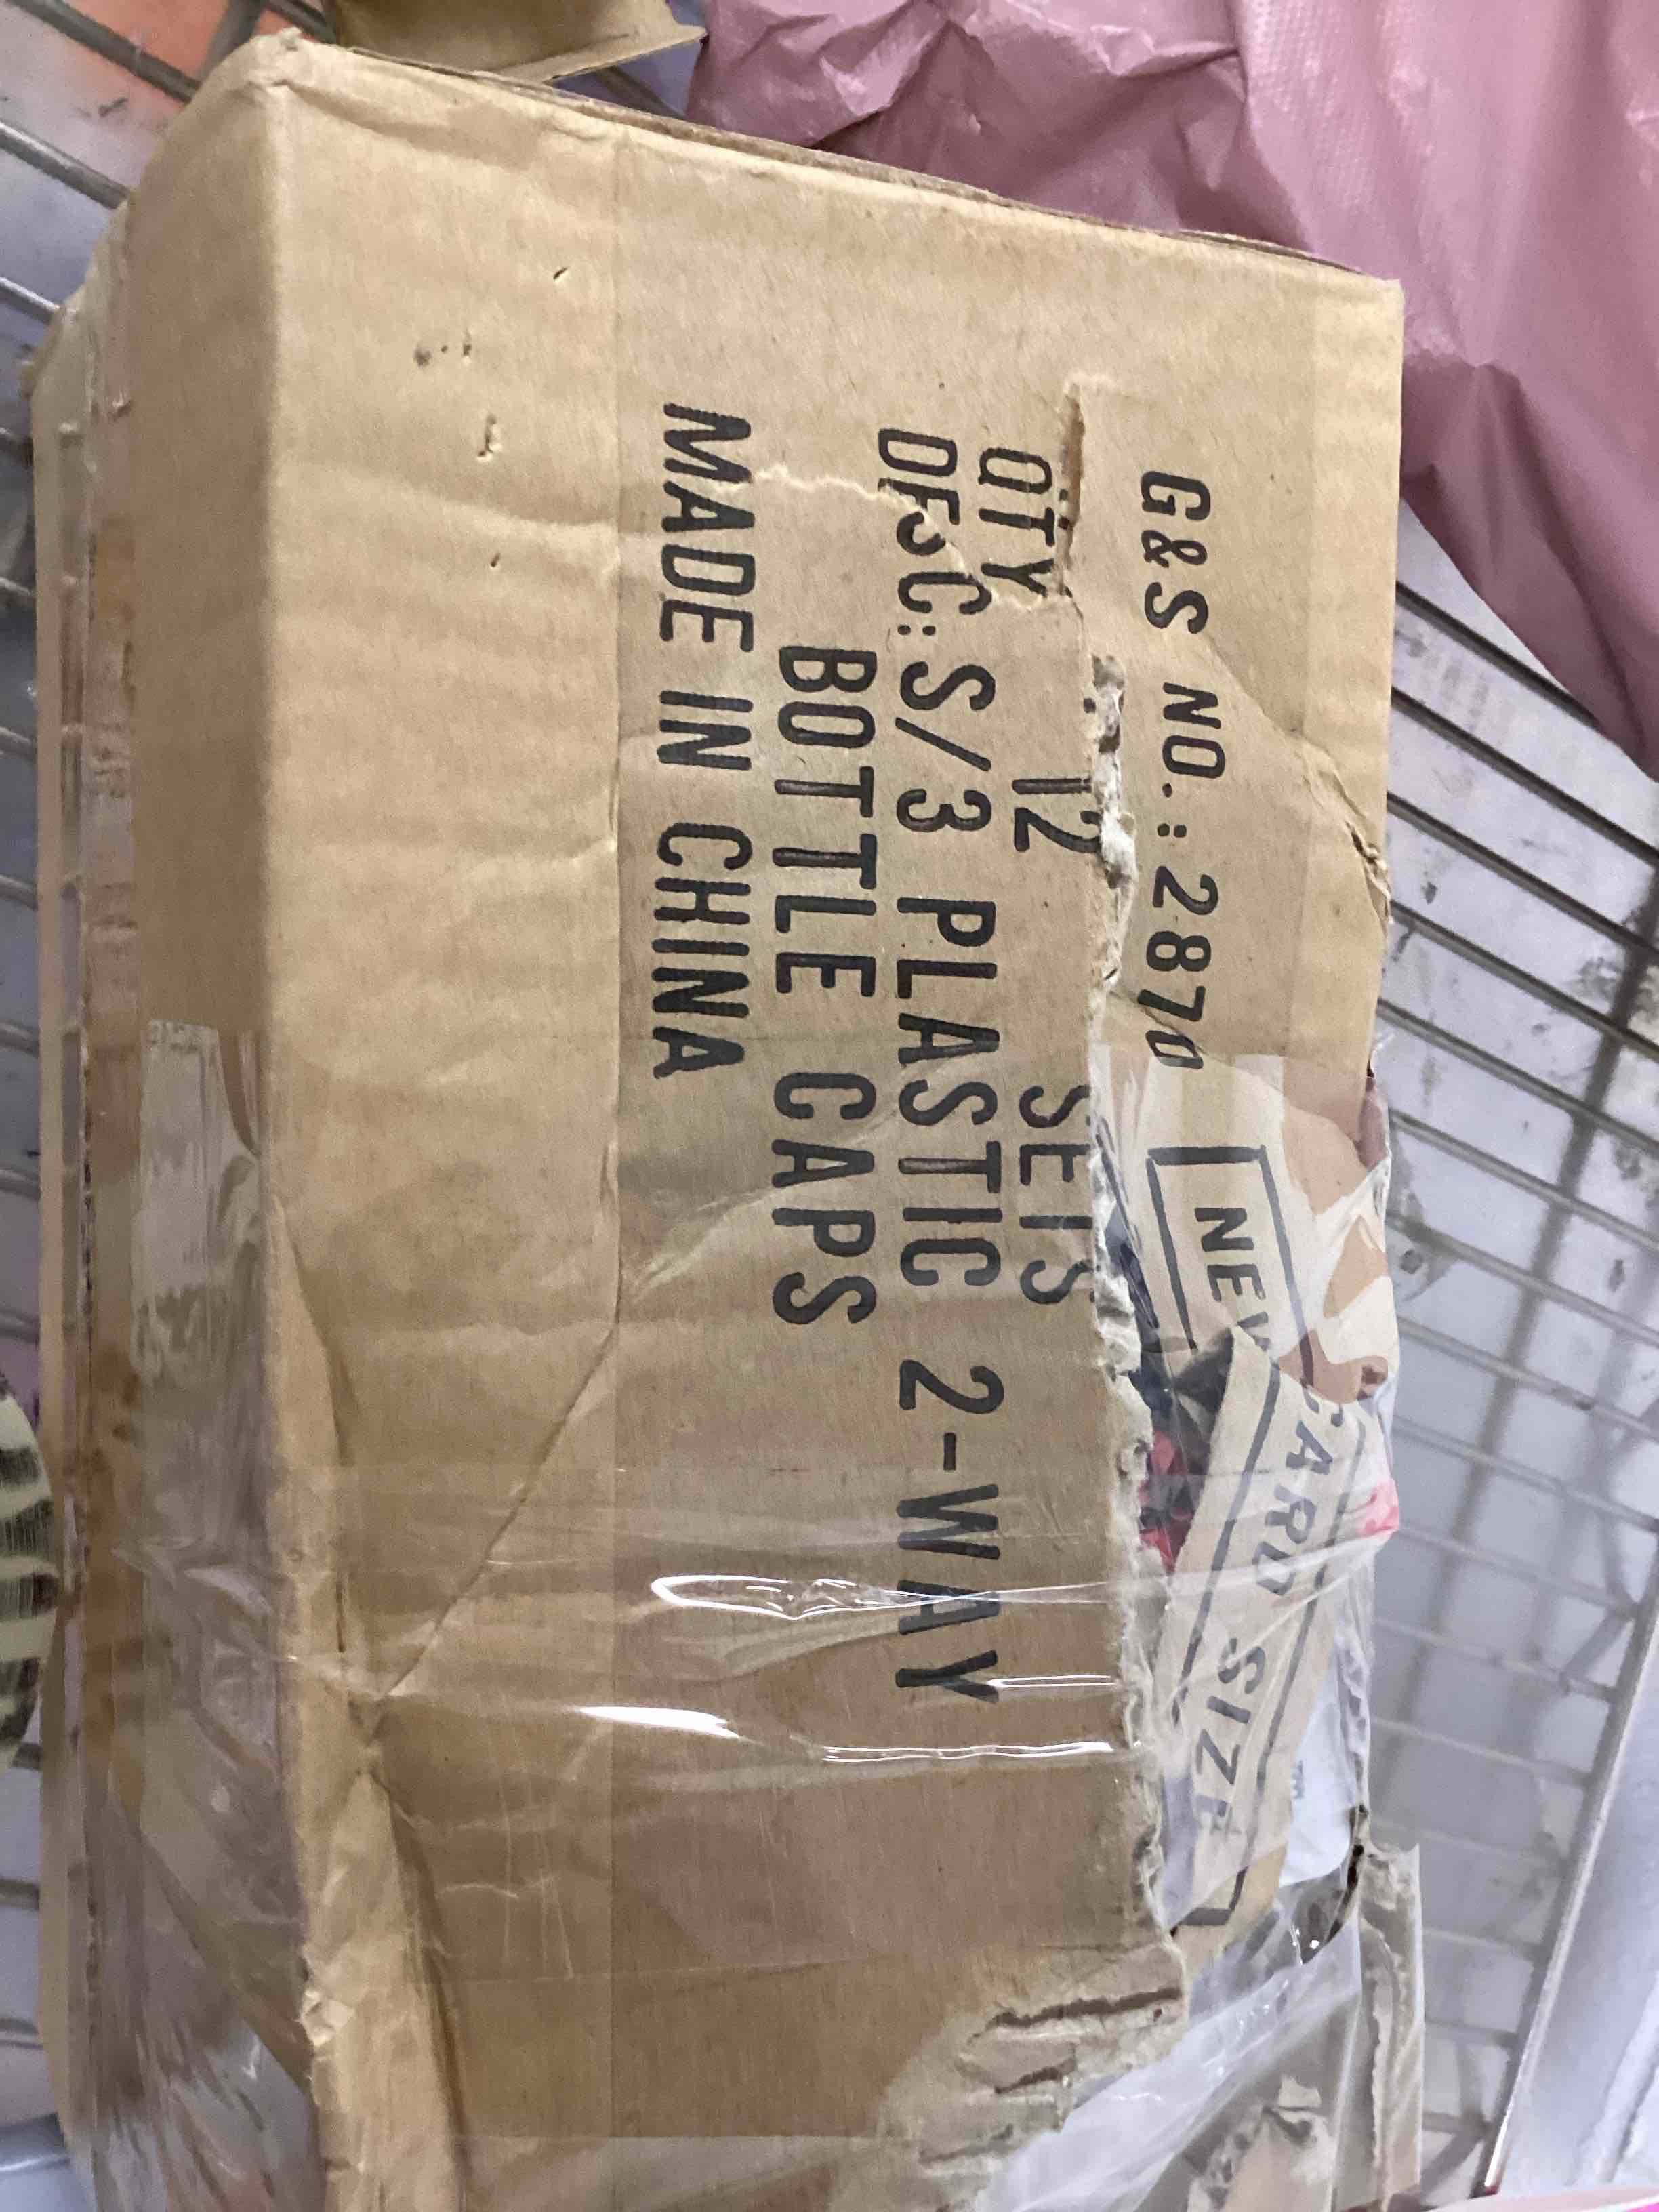 G&S NO.: 2870 NEW CARD SIZE
QTY 12 SETS
DESC: S/3 PLASTIC 2-WAY
BOTTLE CAPS
MADE IN CHINA